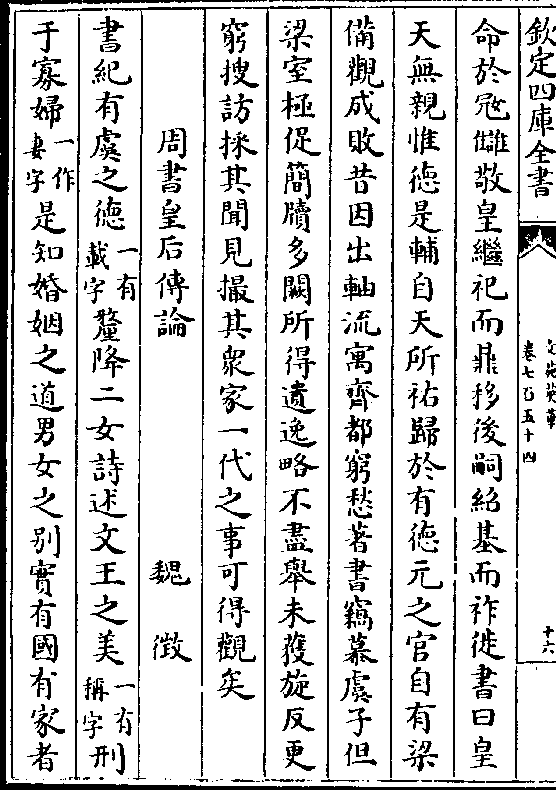 欽定四庫全書
文苑英華
卷七百五十四
十六
命於寃讎敬皇繼祀而鼎移後嗣紹基而祚徙書曰皇
天無親惟德是輔自天所祐歸於有德元之官自有梁
備觀成敗昔因出軸流寓齊都窮愁著書竊慕虞子但
梁室極促簡牘多闕所得遺逸略不盡舉未獲旋反更
窮搜訪採其聞見撮其衆家一代之事可得觀矣
周書皇后傳論 魏徵
書紀有虞之德一有載字釐降二女詩述文王之美一有稱字刑
于寡婦一作妻字是知婚姻之道男女之别實有國有家者